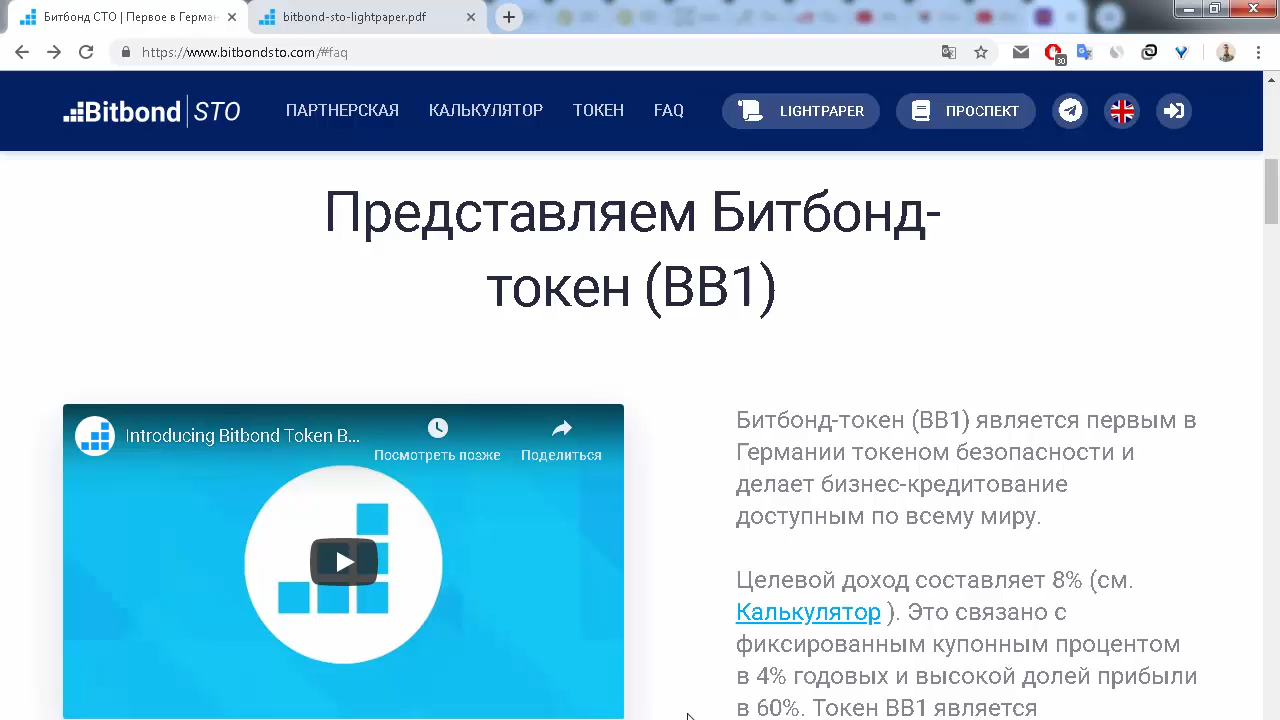 Битбонд СТО | Первое в Герман
bitbond-sto-lightpaper.pdf
https://www.bitbondsto.com/#faq
30
Bitbond STO
ПАРТНЕРСКАЯ
КАЛЬКУЛЯТОР
ТОКЕН
FAQ
LIGHTPAPER
ПРОСПЕКТ
Представляем Битбонд-
токен (BB1)
Introducing Bitbond Token B...
Посмотреть позже
Поделиться
Битбонд-токен (BB1) является первым в
Германии токеном безопасности и
делает бизнес-кредитование
доступным по всему миру.
Целевой доход составляет 8% (см.
Калькулятор ). Это связано с
фиксированным купонным процентом
в 4% годовых и высокой долей прибыли
в 60%. Токен BB1 является